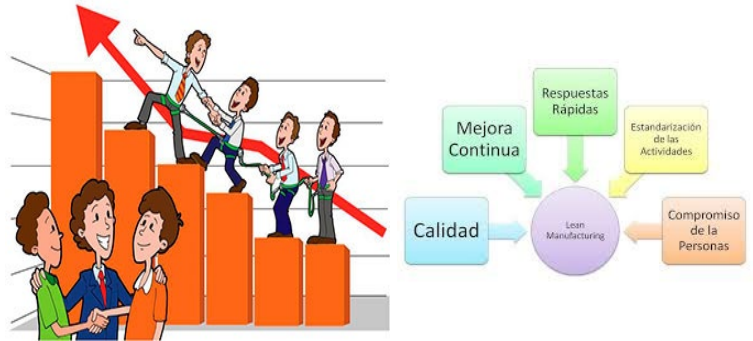 Calidad
Mejora
Continua
Respuestas
Rápidas
Estandarización
de las
Actividades
Compromiso
de la
Personas
Lean
Manufacturing